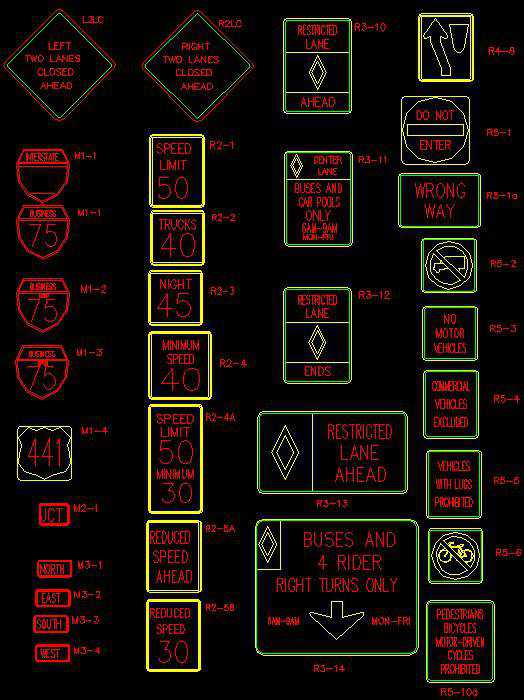 L3LC
LEFT
TWO LANES
CLOSED
AHEAD
M1-1
INTERSTATE
M1-1
BUSINESS
75
M1-2
BUSINESS
75
M1-3
BUSINESS
75
M1-4
441
M2-1
JCT
M3-1
NORTH
M3-2
EAST
M3-3
SOUTH
M3-4
WEST
R2LC
RIGHT
TWO LANES
CLOSED
AHEAD
R2-1
SPEED
LIMIT
50
R2-2
TRUCKS
40
R2-3
NIGHT
45
R2-4
MINIMUM
SPEED
40
R2-4A
SPEED
LIMIT
50
MINIMUM
30
R2-5A
REDUCED
SPEED
AHEAD
R2-5B
REDUCED
SPEED
30
R3-10
RESTRICTED
LANE
AHEAD
R3-11
CENTER
LANE
BUSES AND
CAR POOLS
ONLY
6AM-9AM
MON-FRI
R3-12
RESTRICTED
LANE
ENDS
RESTRICTED
LANE
AHEAD
R3-13
BUSES AND
4 RIDER
RIGHT TURNS ONLY
6AM-9AM
MON-FRI
R3-14
R4-8
DO NOT
ENTER
R5-1
WRONG
WAY
R5-1a
R5-2
NO
MOTOR
VEHICLES
R5-3
COMMERCIAL
VEHICLES
EXCLUDED
R5-4
VEHICLES
WITH LUGS
PROHIBITED
R5-5
R5-6
PEDESTRIANS
BICYCLES
MOTOR-DRIVEN
CYCLES
PROHIBITED
R5-10a